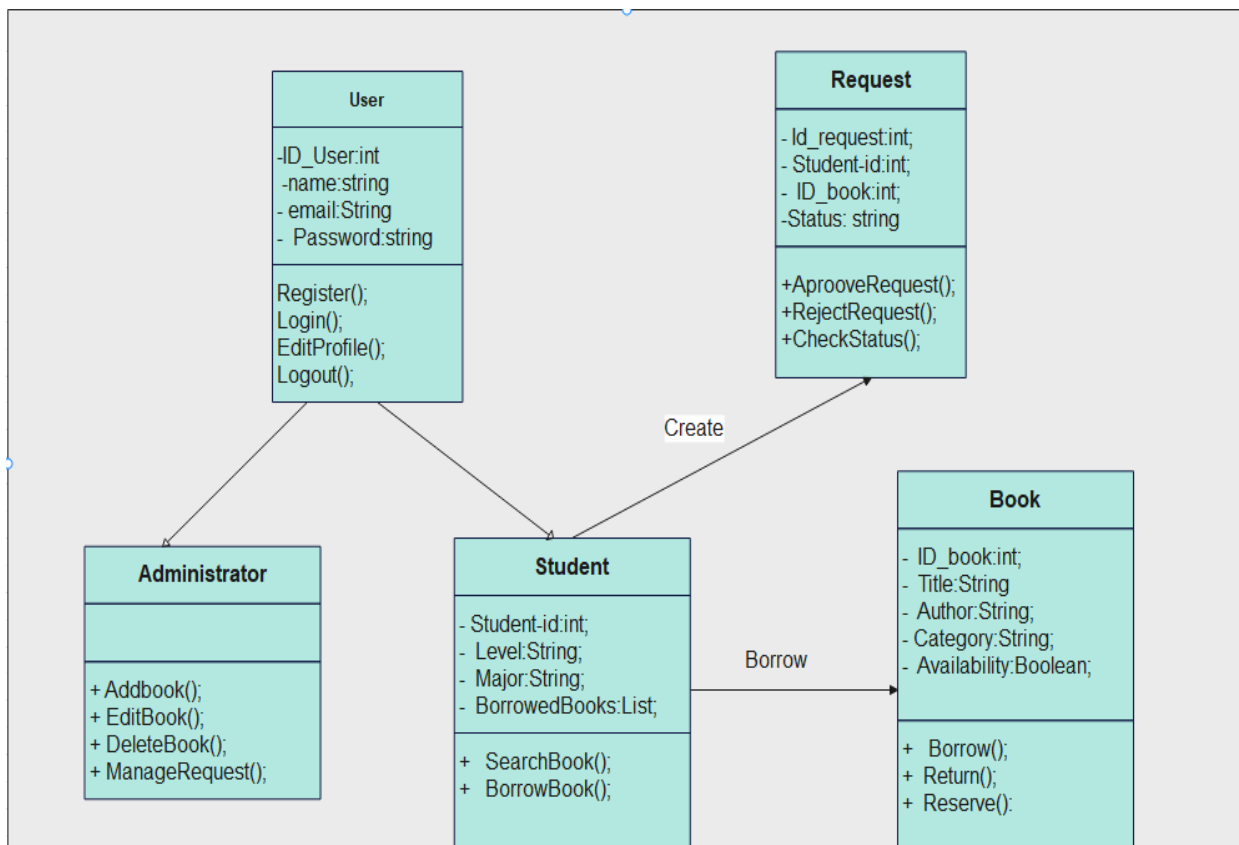 User
-ID_User:int
-name:string
- email:String
- Password:string
Register();
Login();
EditProfile();
Logout();
Request
- Id_request:int;
- Student-id:int;
- ID_book:int;
-Status: string
+AprooveRequest();
+RejectRequest();
+CheckStatus();
Create
Administrator
+ Addbook();
+ EditBook();
+ DeleteBook();
+ ManageRequest();
Student
- Student-id:int;
- Level:String;
- Major:String;
- BorrowedBooks:List;
+ SearchBook();
+ BorrowBook();
Borrow
Book
- ID_book:int;
- Title:String
- Author:String;
- Category:String;
- Availability:Boolean;
+ Borrow();
+ Return();
+ Reserve():